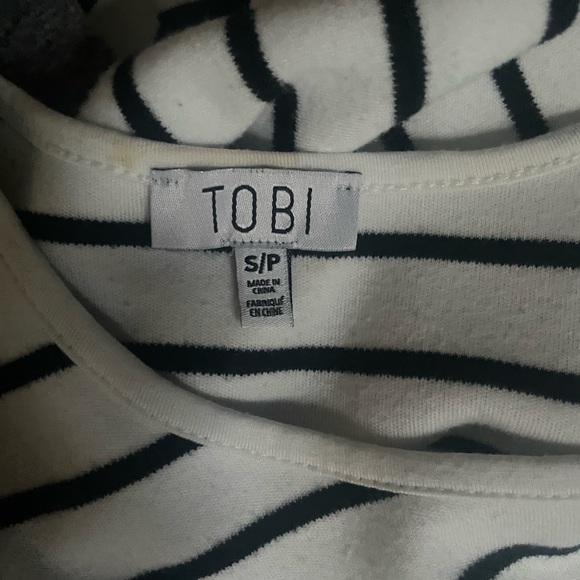 TOBI
S/P
MADE IN
CHINA
FABRIQUÉ
EN CHINE